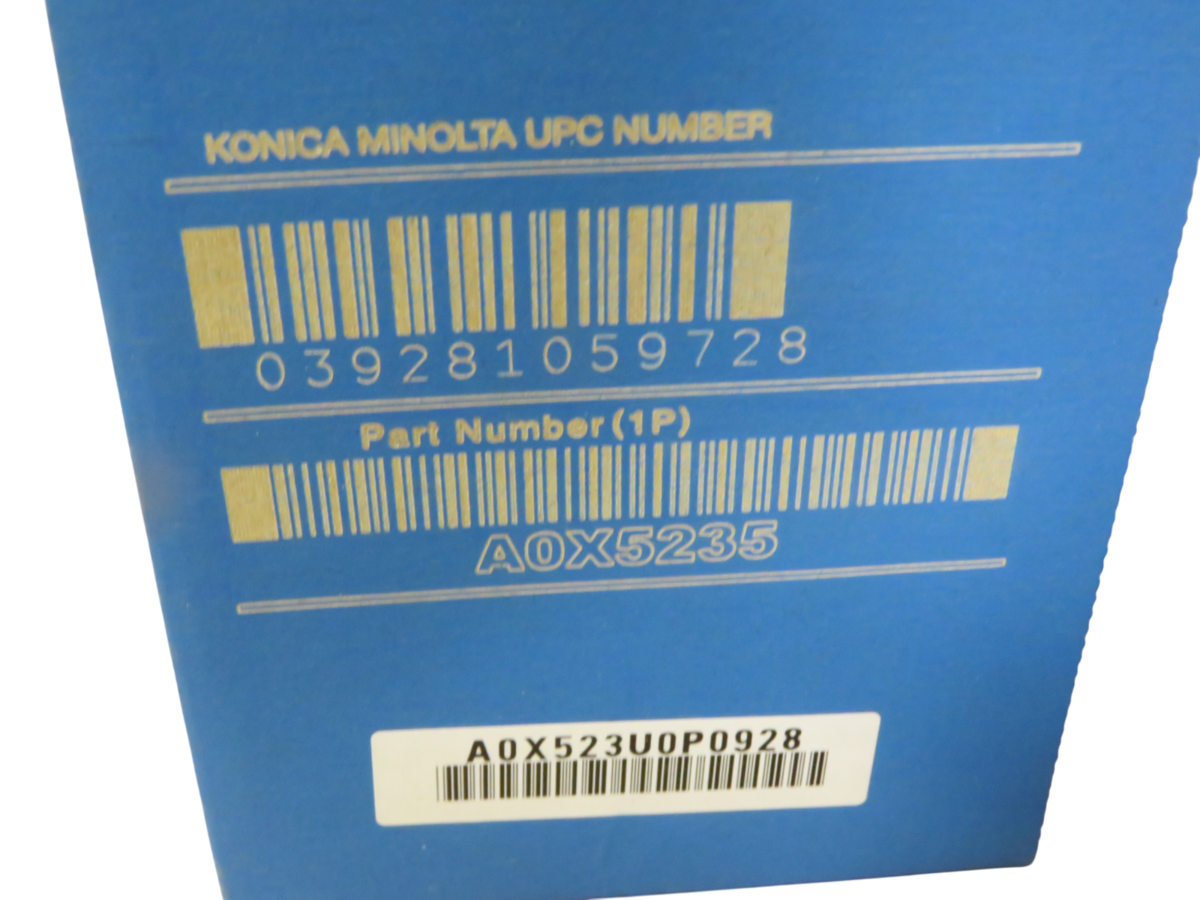 KONICA MINOLTA UPC NUMBER
039281059728
Part Number (1P)
A0X5235
A0X523U0P0928